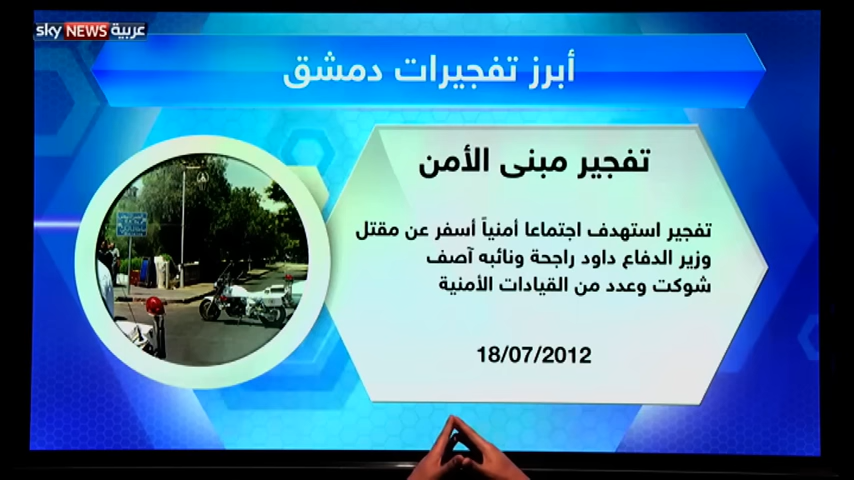 sky NEWS عربية
أبرز تفجيرات دمشق
تفجير مبنى الأمن
تفجير استهدف اجتماعا أمنياً أسفر عن مقتل
وزير الدفاع داود راجحة ونائبه آصف
شوكت وعدد من القيادات الأمنية
18/07/2012